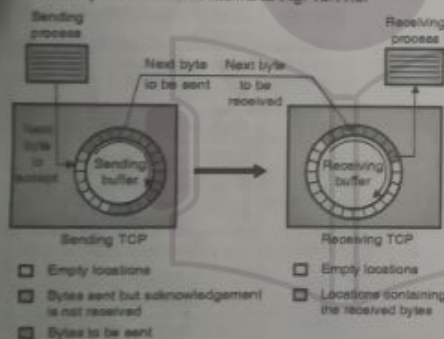 Sending
process
Receiving
process
Next byte
to be sent
Next byte
to be
received
Next
byte
to
accept
Sending
buffer
Receiving
buffer
Sending TCP
Receiving TCP
Empty locations
Bytes sent but acknowledgement
is not received
Bytes to be sent
Empty locations
Locations containing
the received bytes